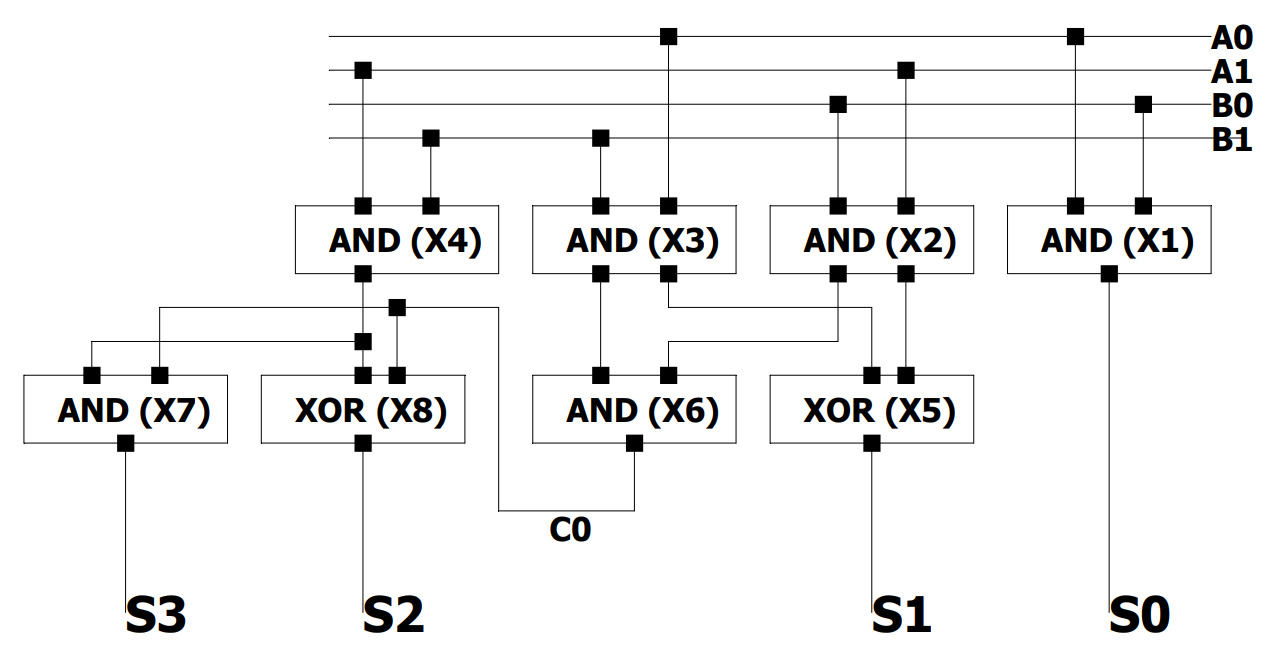 A0
A1
B0
B1
AND (X4) AND (X3) AND (X2) AND (X1)
AND (X7) XOR (X8) AND (X6) XOR (X5)
C0
S3 S2 S1 S0